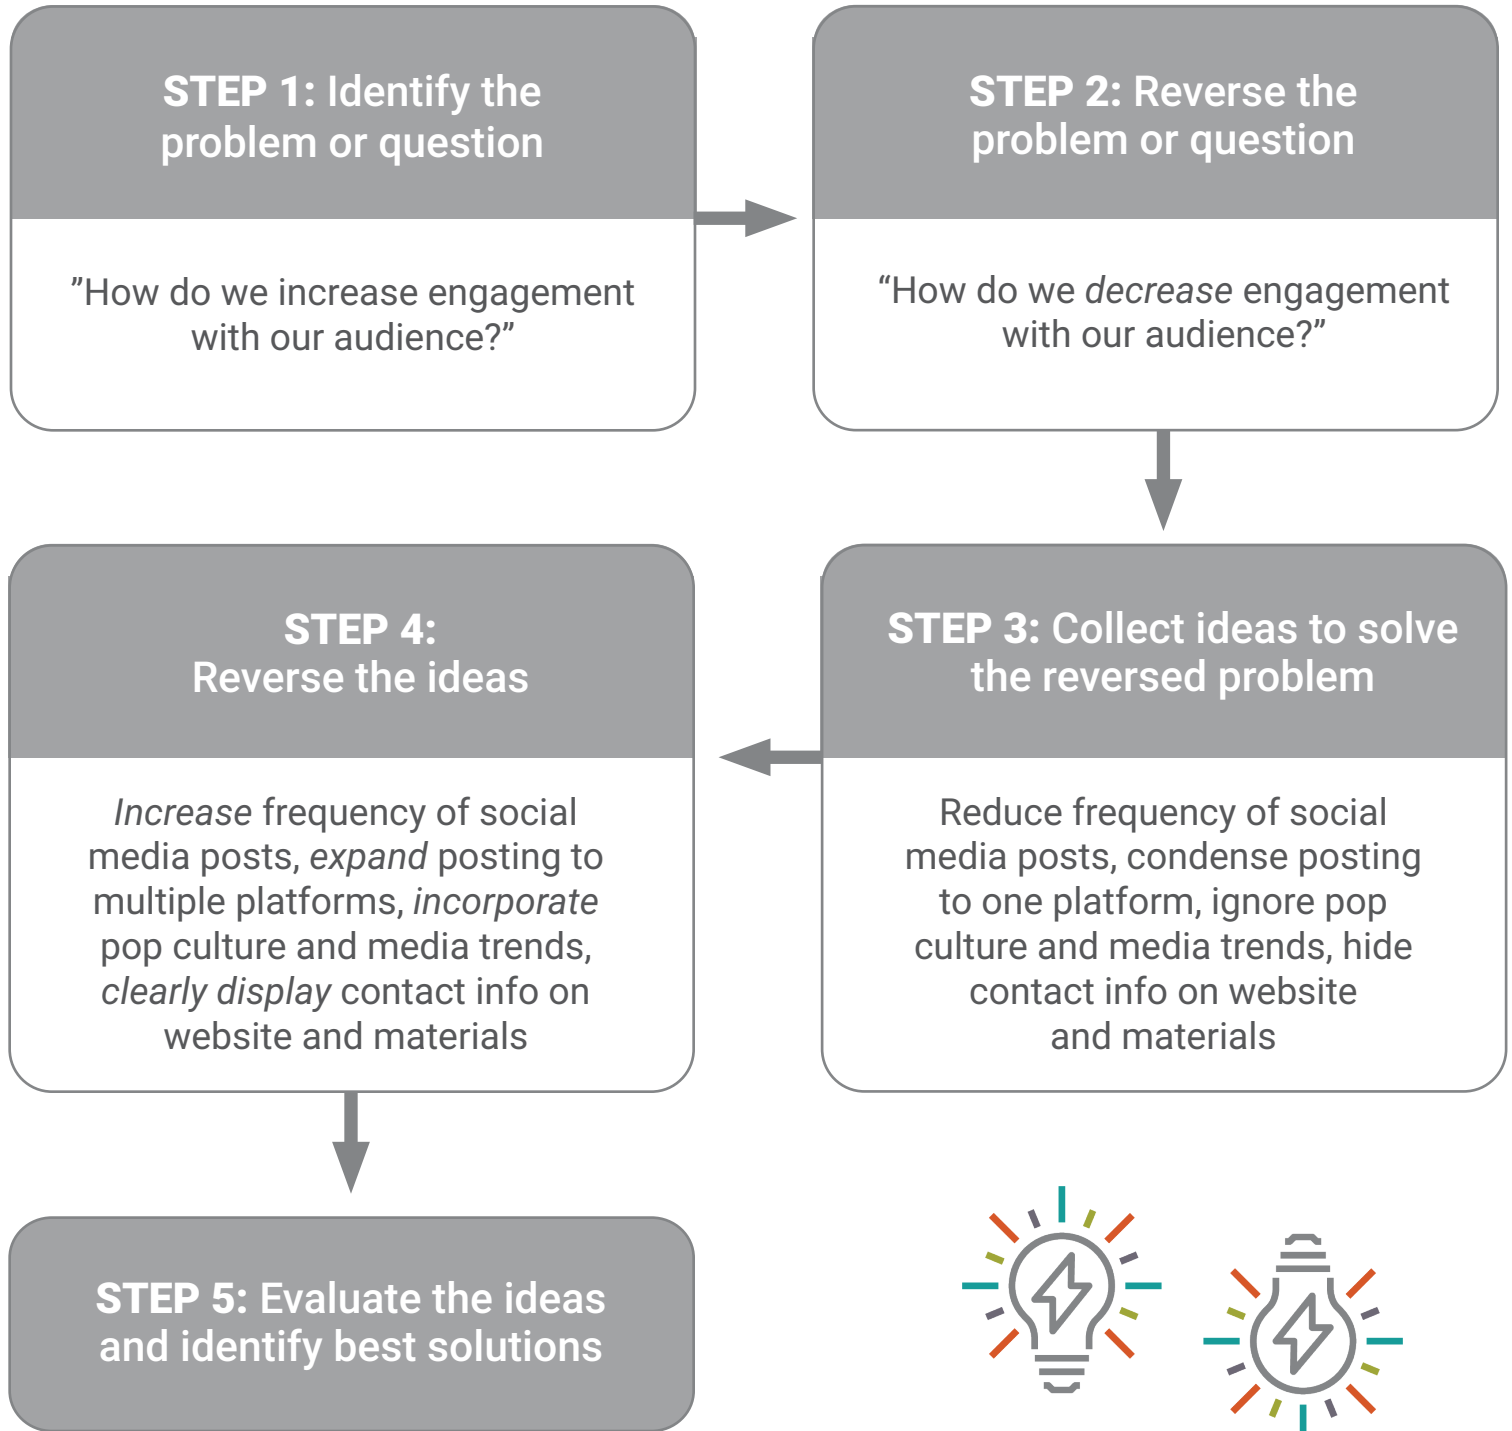 STEP 1: Identify the
problem or question
”How do we increase engagement
with our audience?”
STEP 2: Reverse the
problem or question
“How do we decrease engagement
with our audience?”
STEP 3: Collect ideas to solve
the reversed problem
Reduce frequency of social
media posts, condense posting
to one platform, ignore pop
culture and media trends, hide
contact info on website
and materials
STEP 4:
Reverse the ideas
Increase frequency of social
media posts, expand posting to
multiple platforms, incorporate
pop culture and media trends,
clearly display contact info on
website and materials
STEP 5: Evaluate the ideas
and identify best solutions